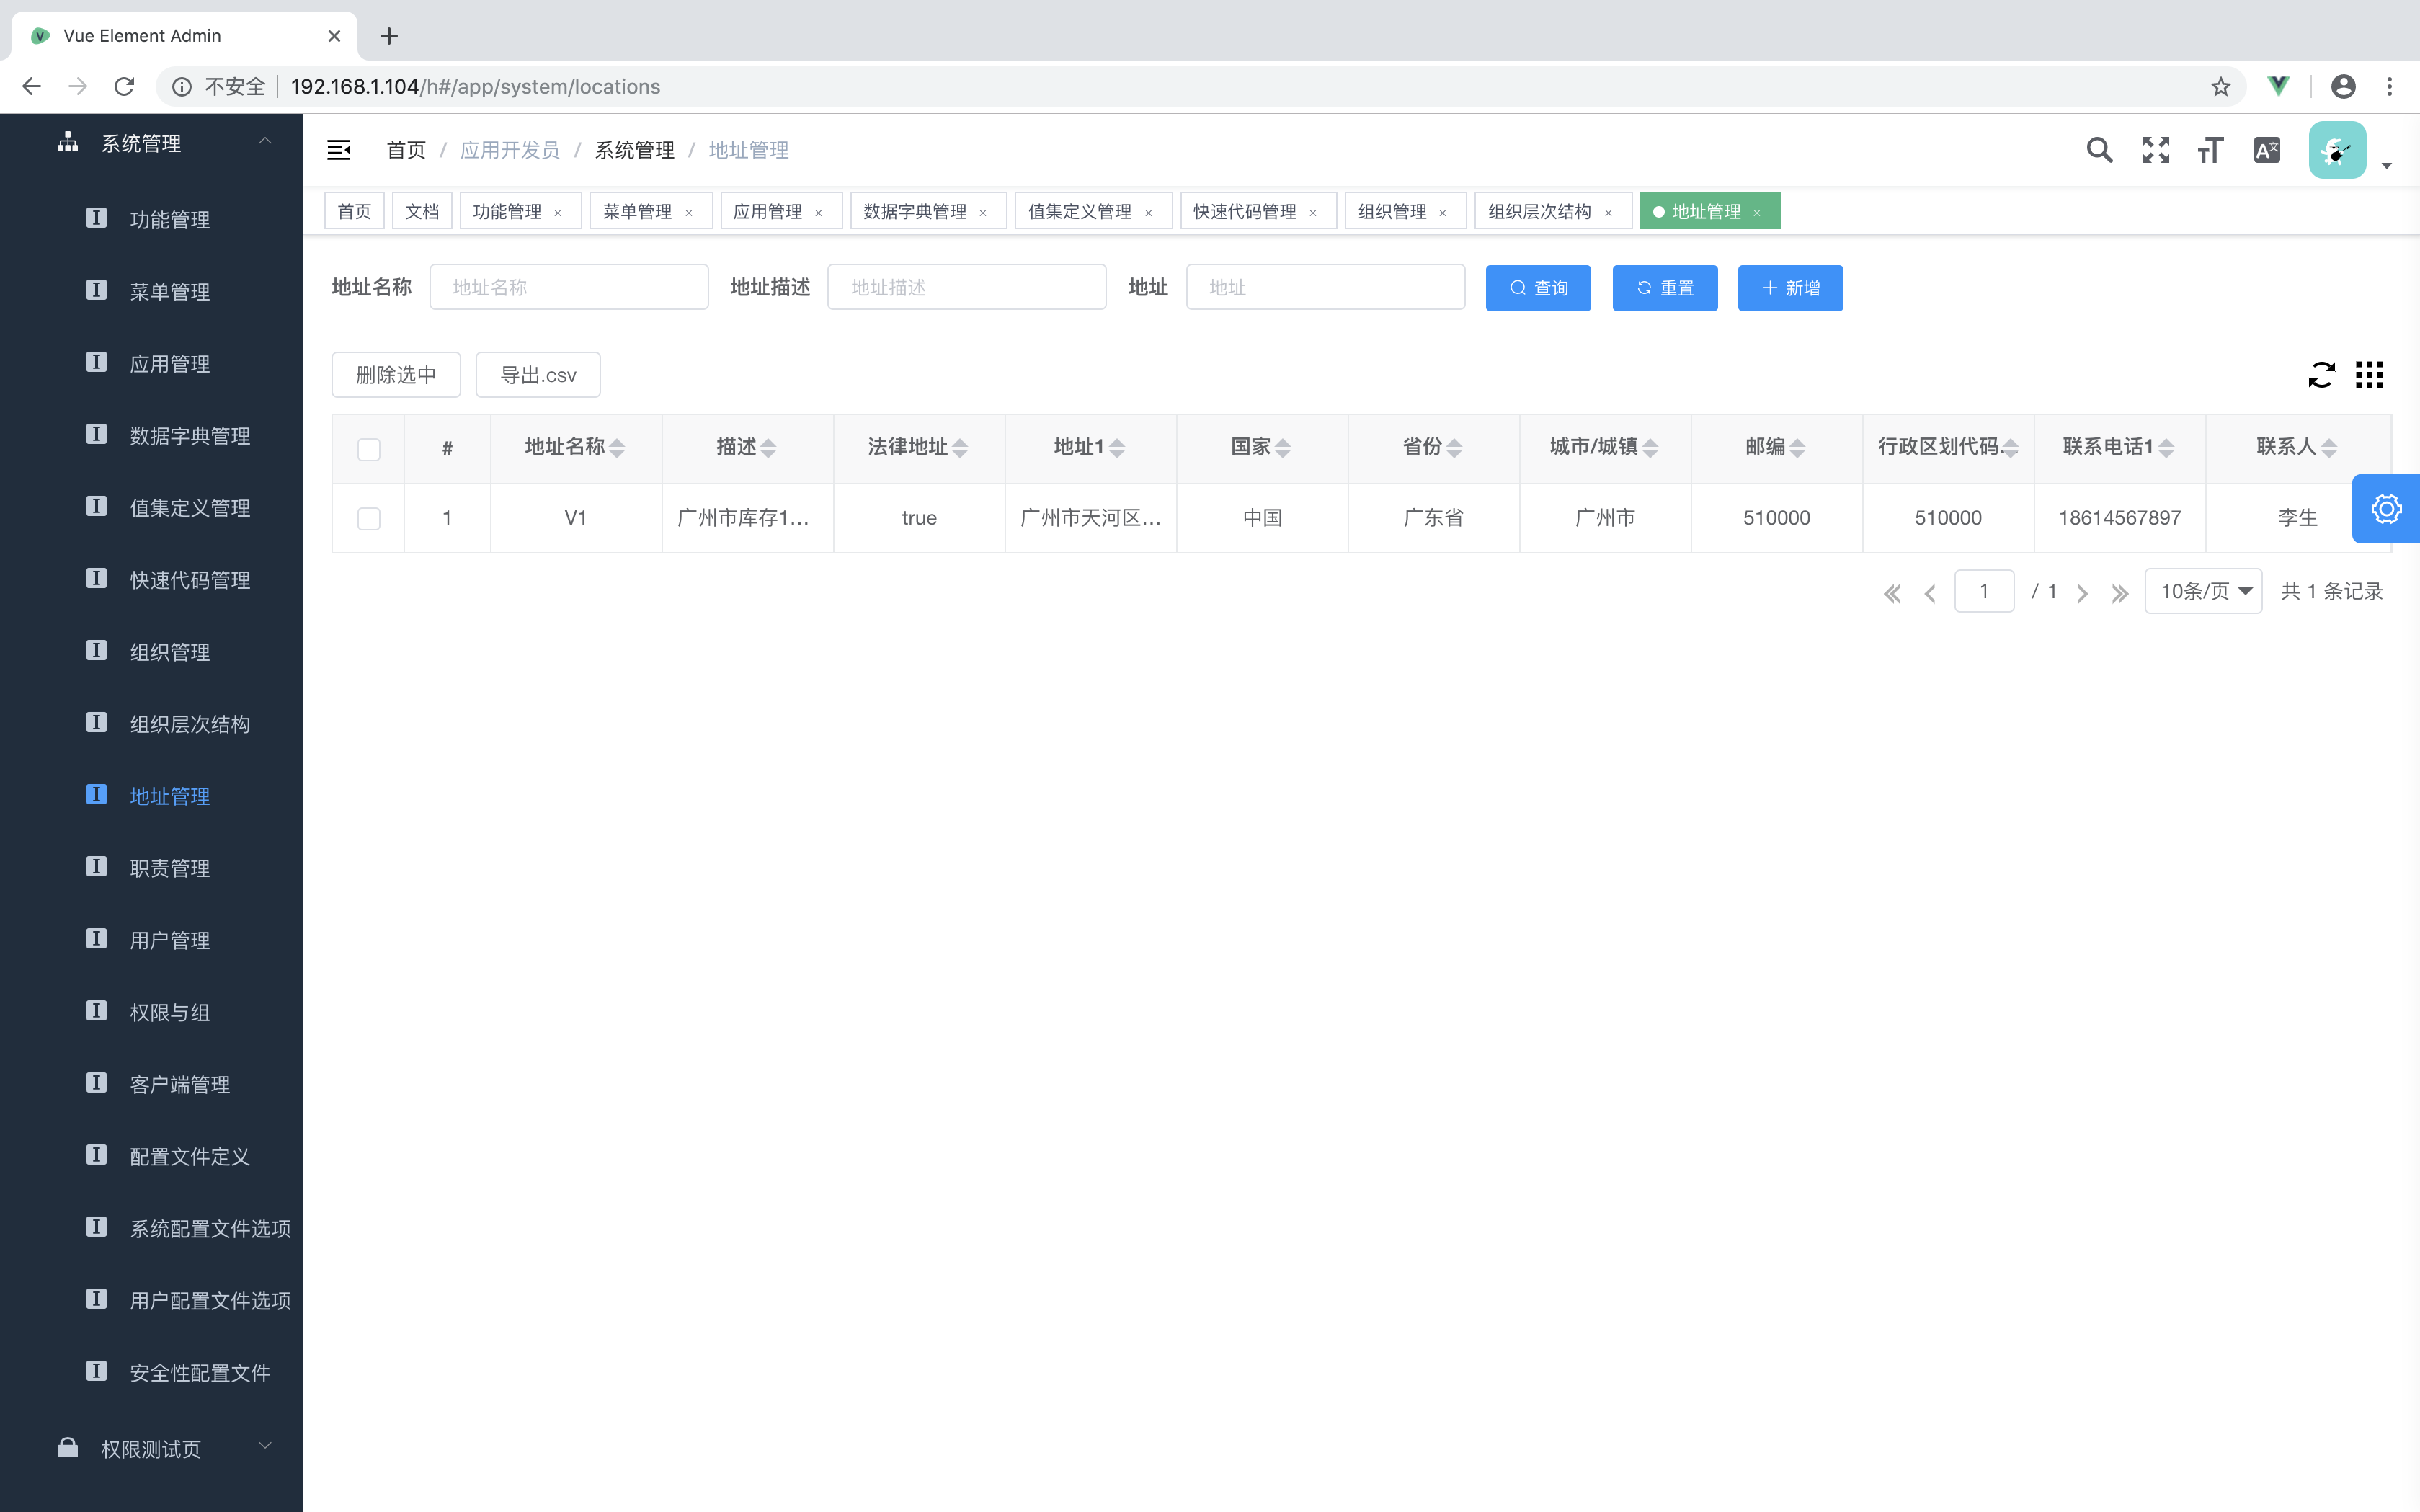 Vue Element Admin
不安全 192.168.1.104/h#/app/system/locations
系统管理
功能管理
菜单管理
应用管理
数据字典管理
值集定义管理
快速代码管理
组织管理
组织层次结构
地址管理
职责管理
用户管理
权限与组
客户端管理
配置文件定义
系统配置文件选项
用户配置文件选项
安全性配置文件
权限测试页
首页 / 应用开发员 / 系统管理 / 地址管理
首页 文档 功能管理 × 菜单管理 × 应用管理 × 数据字典管理 × 值集定义管理 × 快速代码管理 × 组织管理 × 组织层次结构 × 地址管理 ×
地址名称 地址名称 地址描述 地址描述 地址 地址 查询 重置 新增
删除选中 导出.csv
# 地址名称 描述 法律地址 地址1 国家 省份 城市/城镇 邮编 行政区划代码... 联系电话1 联系人
1 V1 广州市库存1... true 广州市天河区... 中国 广东省 广州市 510000 510000 18614567897 李生
1 / 1 10条/页 共 1 条记录